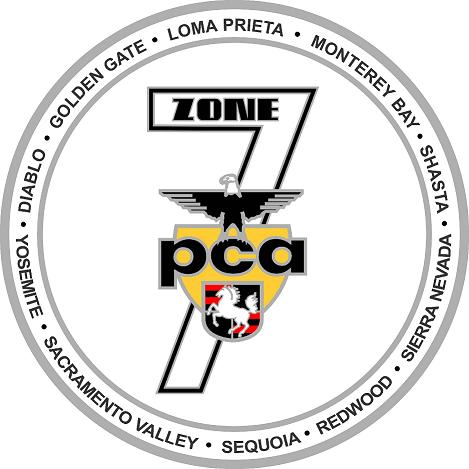 LOMA PRIETA • MONTEREY BAY • SHASTA • SIERRA NEVADA • REDWOOD • SEQUOIA • SACRAMENTO VALLEY • YOSEMITE • DIABLO • GOLDEN GATE •
ZONE
7
pca